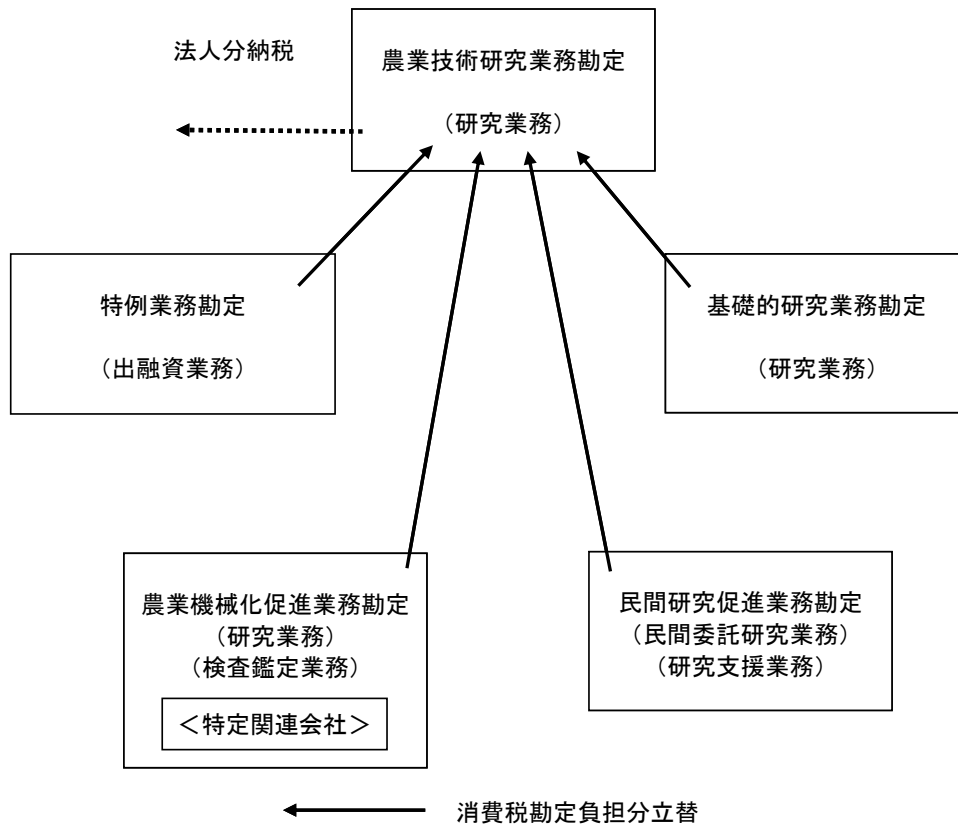 法人分納税
農業技術研究業務勘定
（研究業務）
特例業務勘定
（出融資業務）
基礎的研究業務勘定
（研究業務）
農業機械化促進業務勘定
（研究業務）
（検査鑑定業務）
＜特定関連会社＞
民間研究促進業務勘定
（民間委託研究業務）
（研究支援業務）
消費税勘定負担分立替